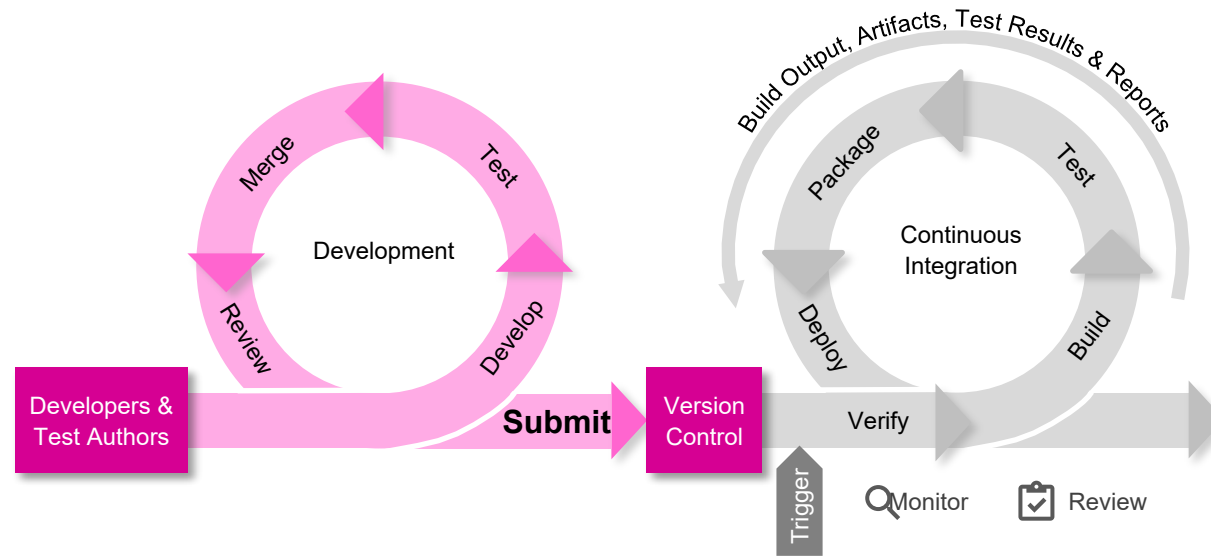 Build Output, Artifacts, Test Results & Reports
Merge
Test
Development
Review
Develop
Developers &
Test Authors
Submit
Version
Control
Package
Test
Continuous
Integration
Deploy
Build
Verify
Trigger
Monitor
Review